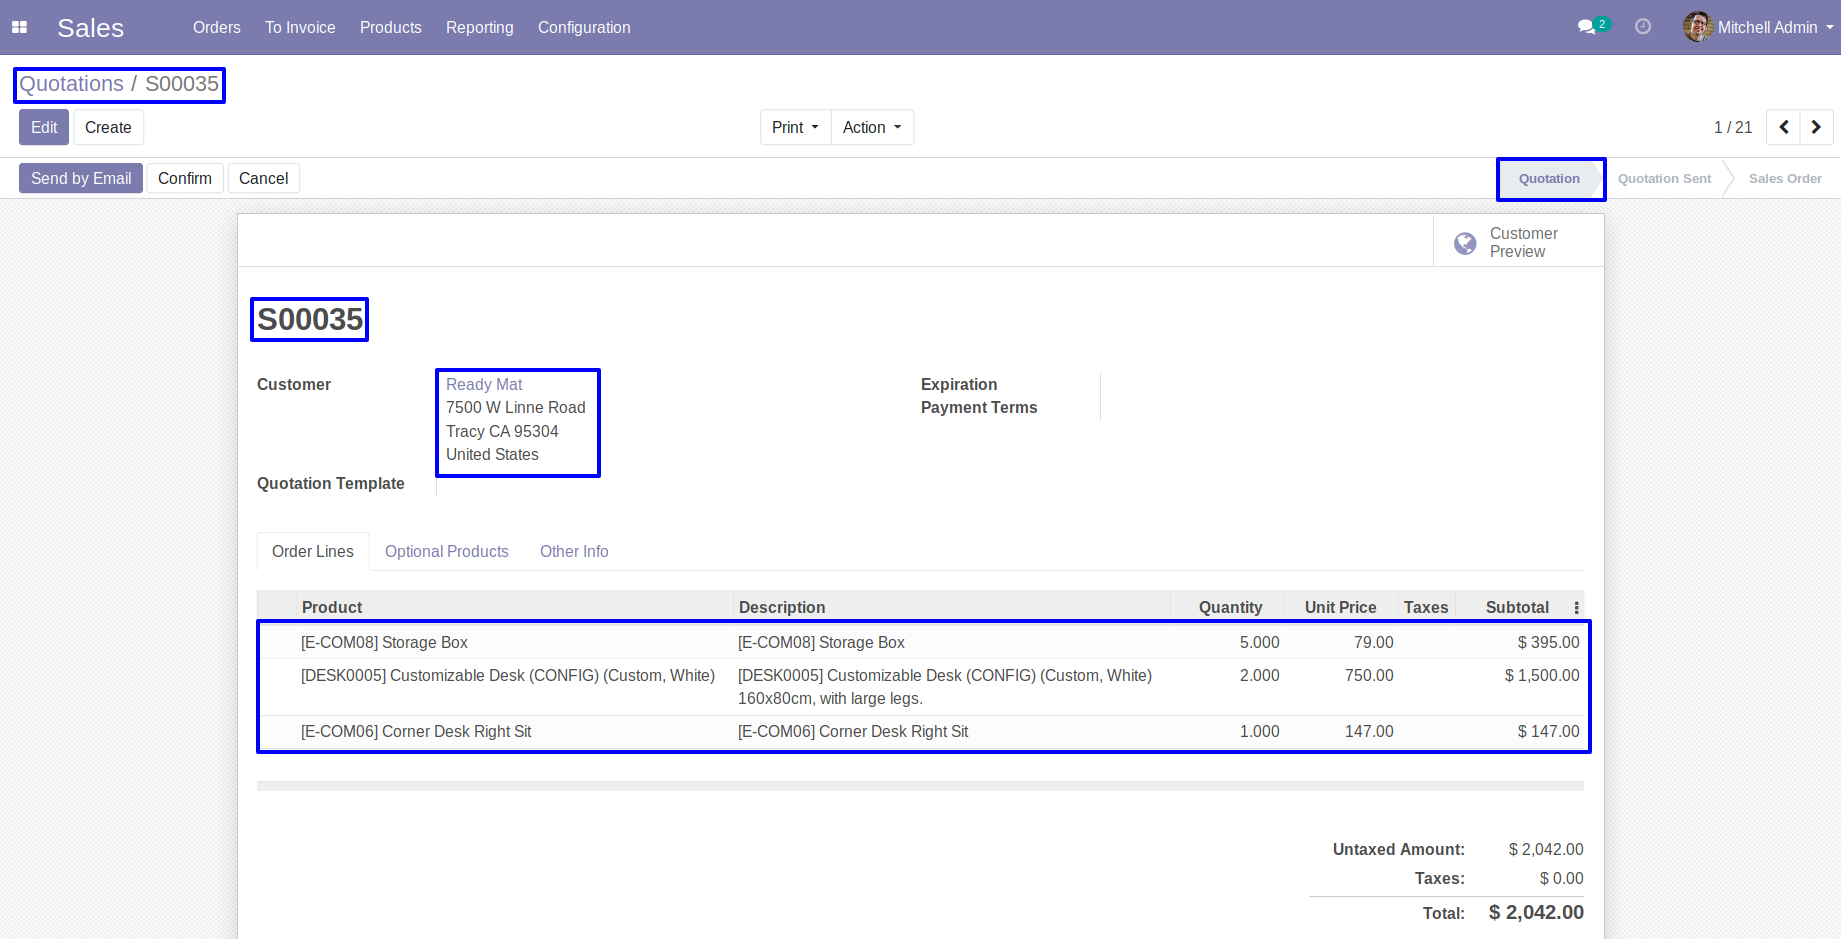 Sales Orders To Invoice Products Reporting Configuration 2 Mitchell Admin
Quotations / S00035
Edit Create Print Action 1 / 21
Send by Email Confirm Cancel Quotation Quotation Sent Sales Order
Customer
Preview
S00035
Customer Ready Mat Expiration
7500 W Linne Road Payment Terms
Tracy CA 95304
United States
Quotation Template
Order Lines Optional Products Other Info
Product Description Quantity Unit Price Taxes Subtotal
[E-COM08] Storage Box [E-COM08] Storage Box 5.000 79.00 $ 395.00
[DESK0005] Customizable Desk (CONFIG) (Custom, White) [DESK0005] Customizable Desk (CONFIG) (Custom, White) 2.000 750.00 $ 1,500.00
160x80cm, with large legs.
[E-COM06] Corner Desk Right Sit [E-COM06] Corner Desk Right Sit 1.000 147.00 $ 147.00
Untaxed Amount: $ 2,042.00
Taxes: $ 0.00
Total: $ 2,042.00